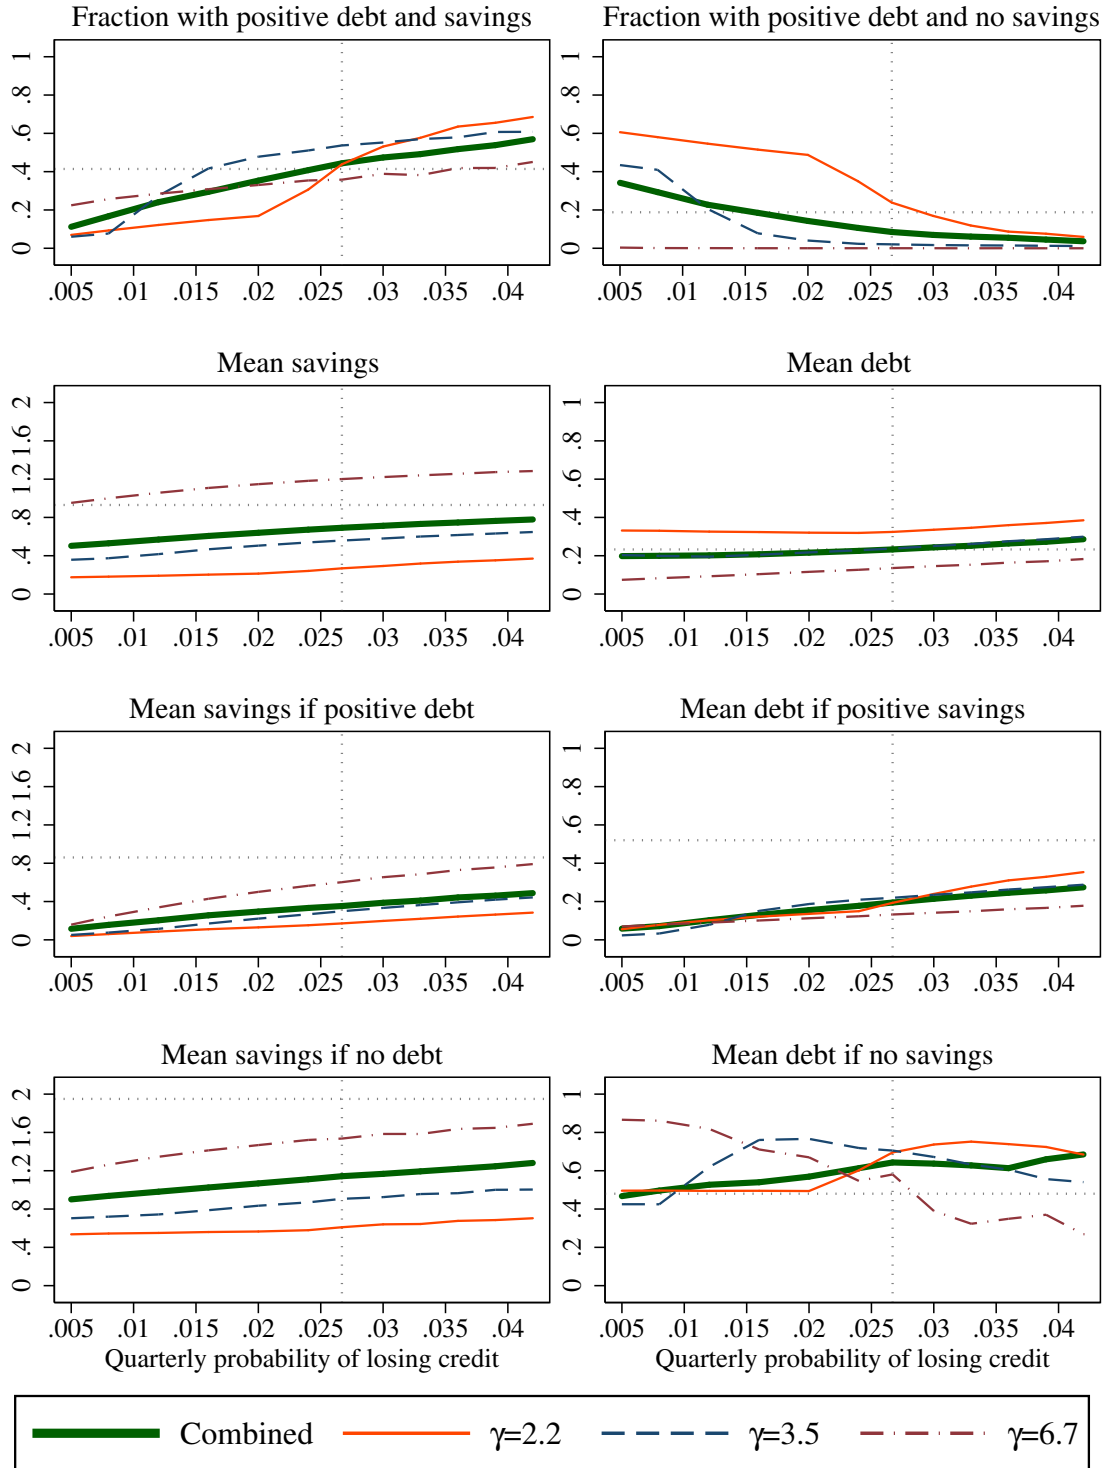 Fraction with positive debt and savings
0 .2 .4 .6 .8 1
.005 .01 .015 .02 .025 .03 .035 .04
Fraction with positive debt and no savings
0 .2 .4 .6 .8 1
.005 .01 .015 .02 .025 .03 .035 .04
Mean savings
0 .4 .8 1.2 1.6 2
.005 .01 .015 .02 .025 .03 .035 .04
Mean debt
0 .2 .4 .6 .8 1
.005 .01 .015 .02 .025 .03 .035 .04
Mean savings if positive debt
0 .4 .8 1.2 1.6 2
.005 .01 .015 .02 .025 .03 .035 .04
Mean debt if positive savings
0 .2 .4 .6 .8 1
.005 .01 .015 .02 .025 .03 .035 .04
Mean savings if no debt
0 .4 .8 1.2 1.6 2
.005 .01 .015 .02 .025 .03 .035 .04
Quarterly probability of losing credit
Mean debt if no savings
0 .2 .4 .6 .8 1
.005 .01 .015 .02 .025 .03 .035 .04
Quarterly probability of losing credit
Combined γ=2.2 γ=3.5 γ=6.7